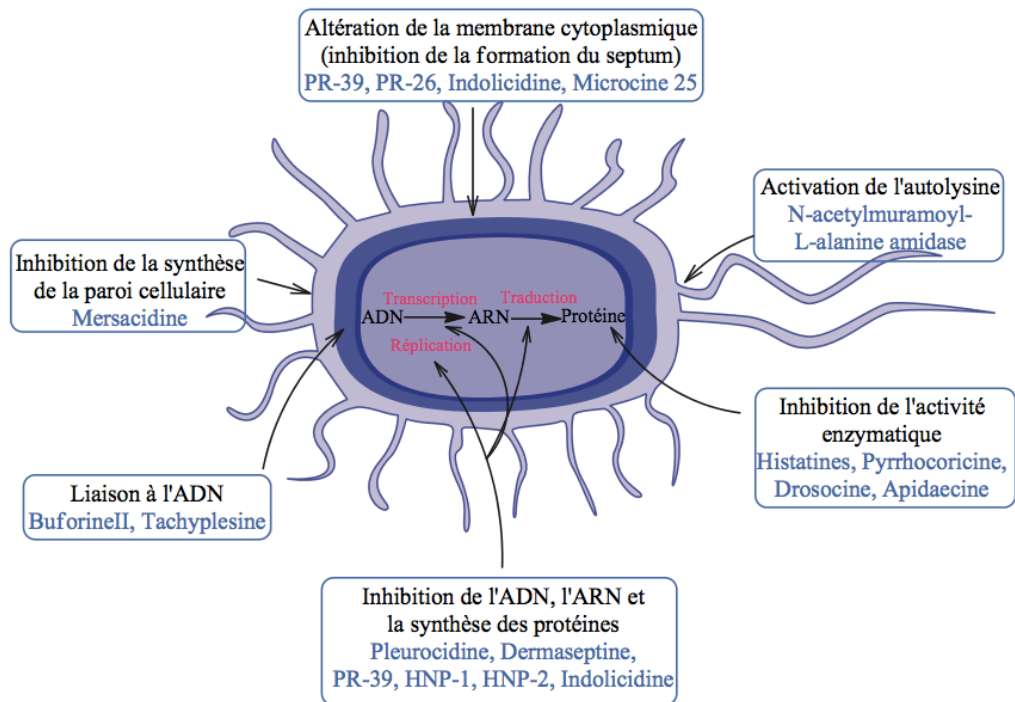 Altération de la membrane cytoplasmique
(inhibition de la formation du septum)
PR-39, PR-26, Indolicidine, Microcine 25
Activation de l'autolysine
N-acetylmuramoyl-
L-alanine amidase
Inhibition de la synthèse
de la paroi cellulaire
Mersacidine
Transcription
Traduction
ADN
ARN
Protéine
Réplication
Inhibition de l'activité
enzymatique
Histatines, Pyrrhocoricine,
Drosocine, Apidaecine
Liaison à l'ADN
BuforineII, Tachyplesine
Inhibition de l'ADN, l'ARN et
la synthèse des protéines
Pleurocidine, Dermaseptine,
PR-39, HNP-1, HNP-2, Indolicidine